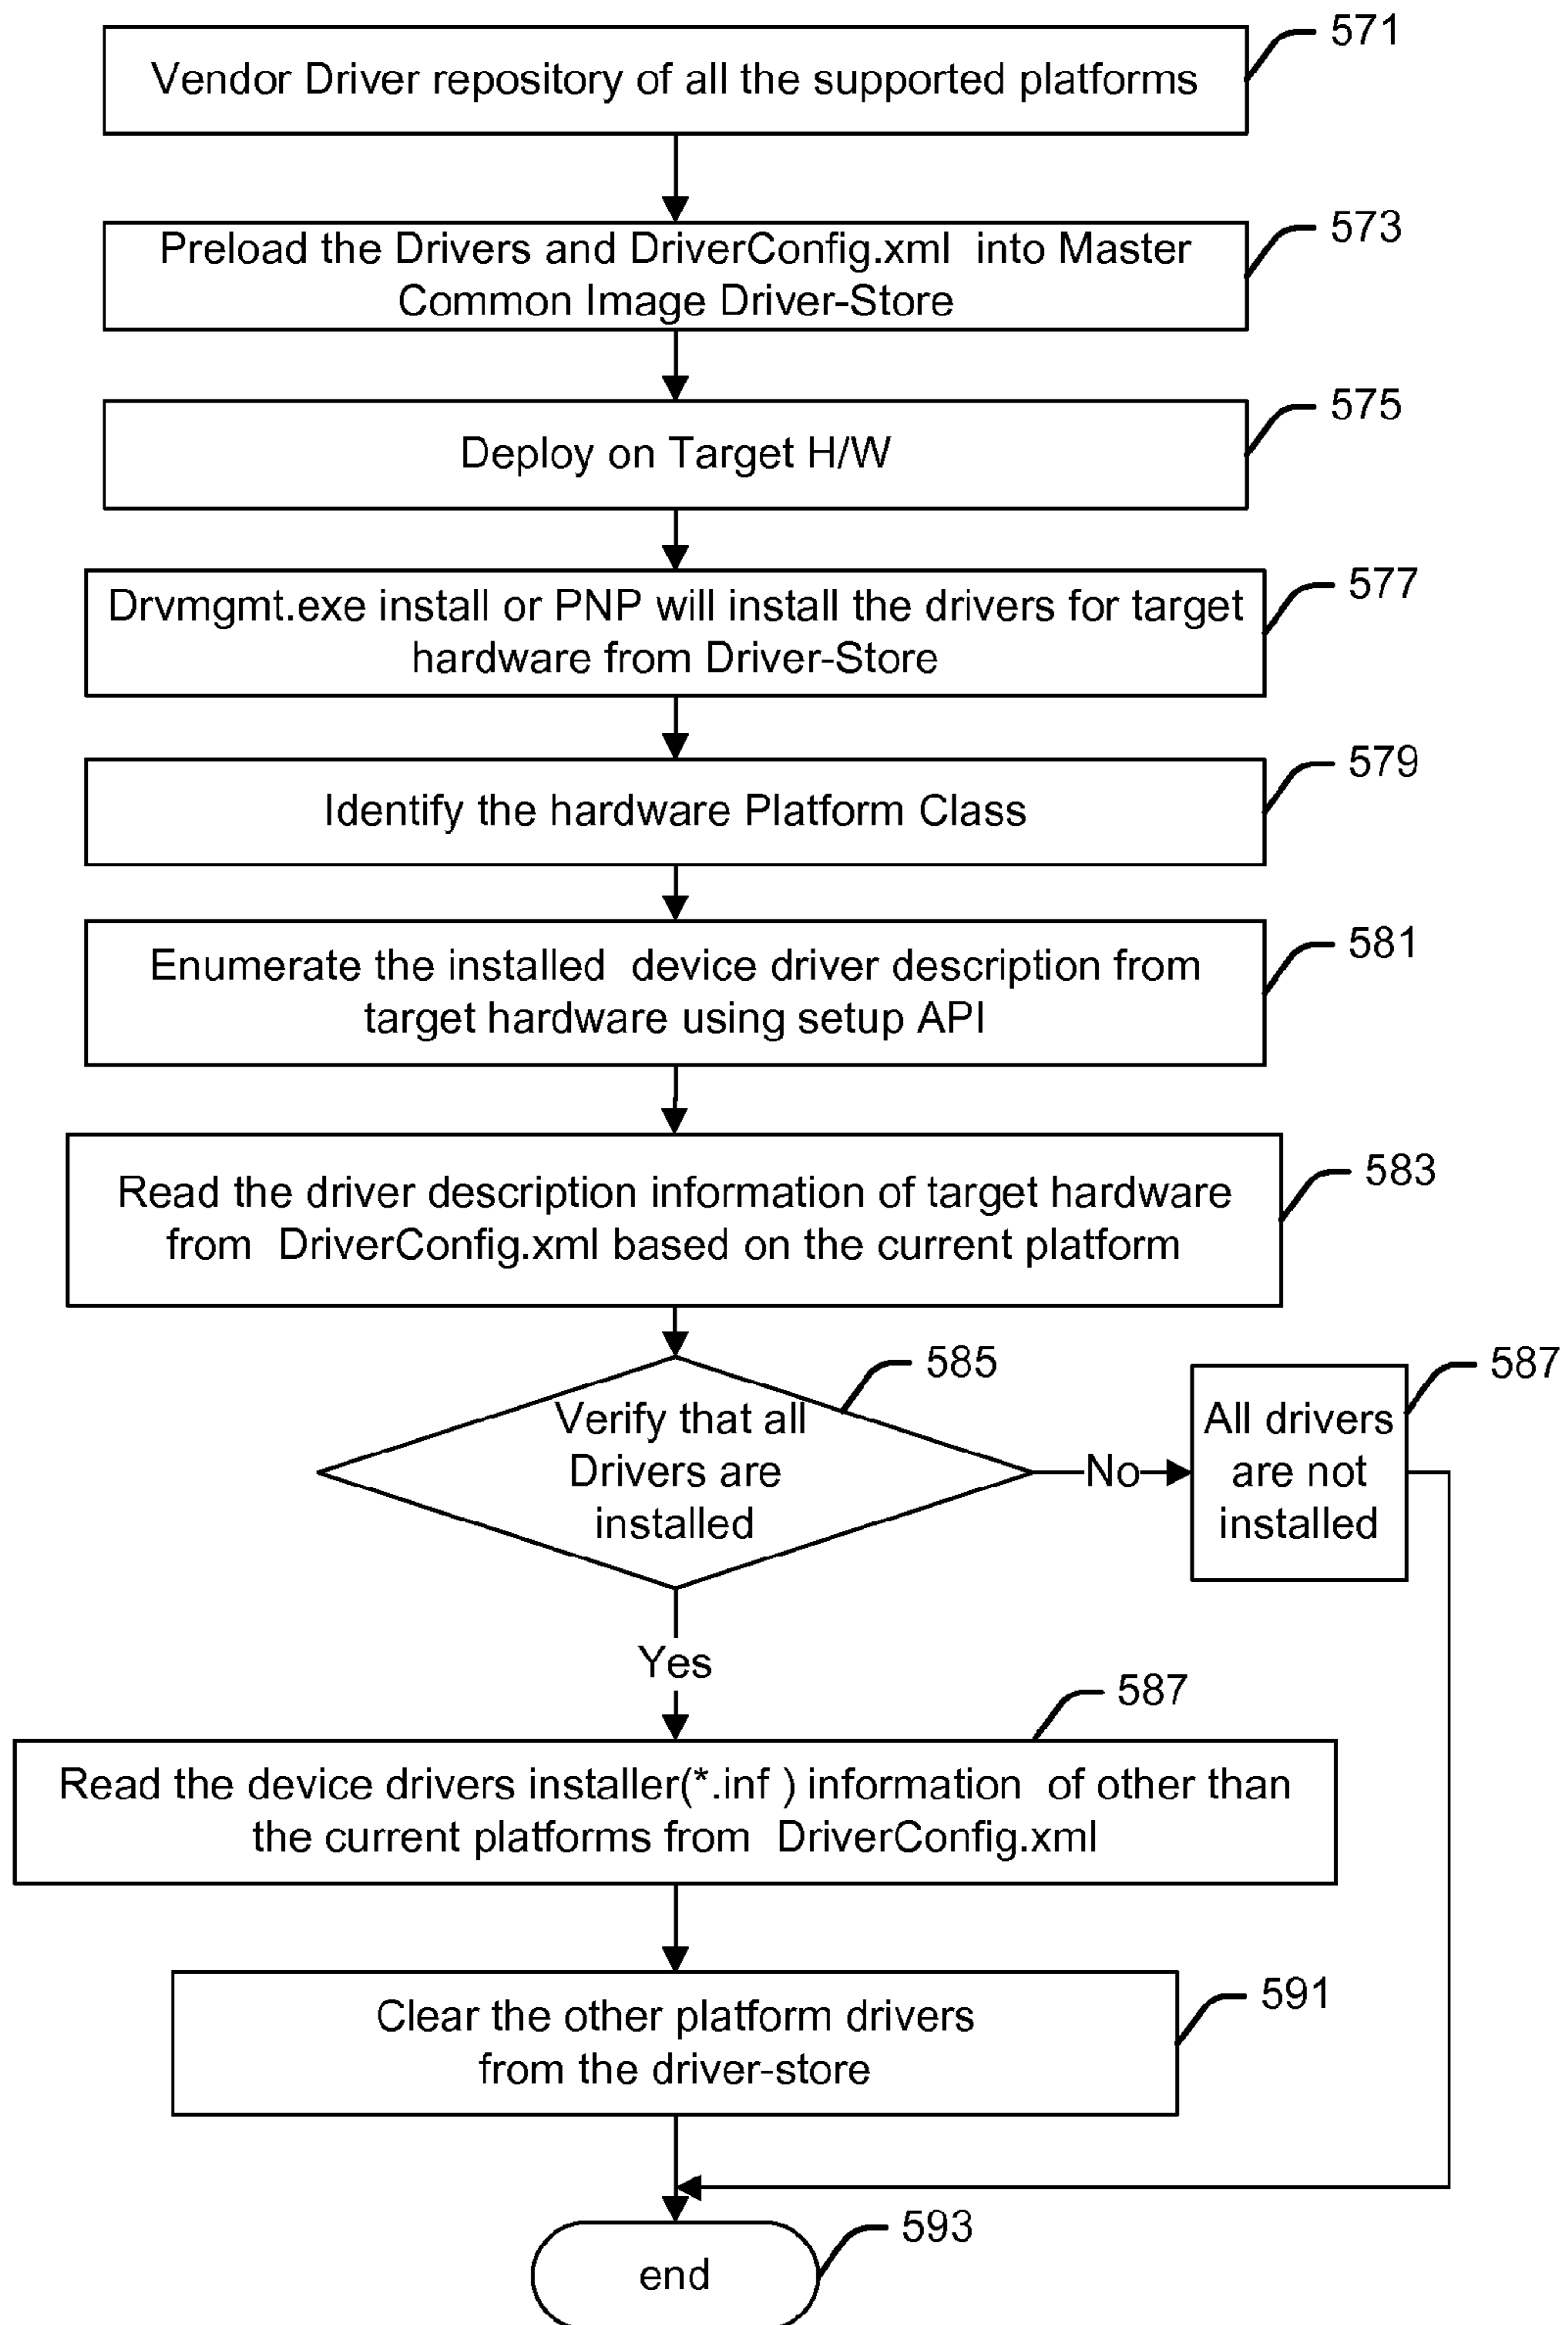 571
Vendor Driver repository of all the supported platforms
573
Preload the Drivers and DriverConfig.xml into Master
Common Image Driver-Store
575
Deploy on Target H/W
577
Drvmgmt.exe install or PNP will install the drivers for target
hardware from Driver-Store
579
Identify the hardware Platform Class
581
Enumerate the installed device driver description from
target hardware using setup API
583
Read the driver description information of target hardware
from DriverConfig.xml based on the current platform
585
Verify that all
Drivers are
installed
No
587
All drivers
are not
installed
Yes
587
Read the device drivers installer(*.inf ) information of other than
the current platforms from DriverConfig.xml
591
Clear the other platform drivers
from the driver-store
593
end